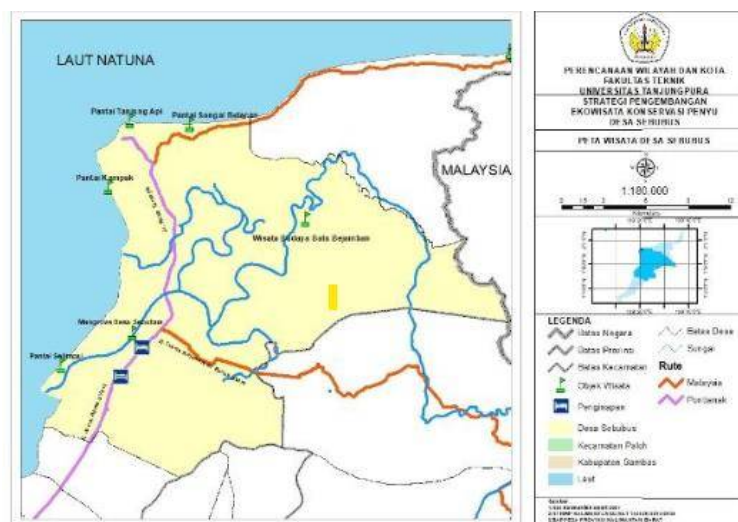 LAUT NATUNA
Pantai Tanjung Api
Pantai Sungai Belacan
MALAYSIA
Pantai Kampak
Wisata Budaya Batu Bejamban
Mangrove Desa Sebubus
Pantai Selimpai
PERENCANAAN WILAYAH DAN KOTA
FAKULTAS TEKNIK
UNIVERSITAS TANJUNGPURA
STRATEGI PENGEMBANGAN
EKOWISATA KONSERVASI PENYU
DESA SEBUBUS
PETA WISATA DESA SEBUBUS
1:180.000
Kilometers
LEGENDA
Batas Negara
Batas Provinsi
Batas Kecamatan
Objek Wisata
Penginapan
Desa Sebubus
Kecamatan Paloh
Kabupaten Sambas
Laut
Batas Desa
Sungai
Rute
Malaysia
Pontianak